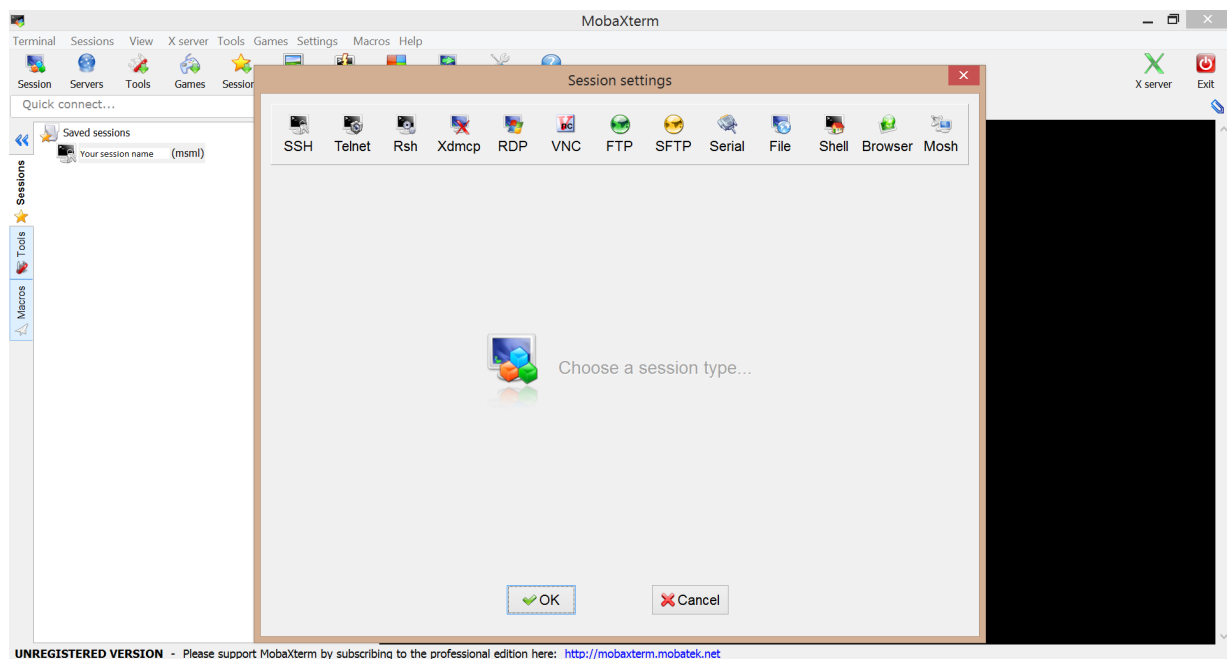 MobaXterm
Terminal Sessions View X server Tools Games Settings Macros Help
Session Servers Tools Games Session
X server Exit
Quick connect...
Saved sessions
Your session name (msml)
Sessions
Tools
Macros
Session settings
SSH Telnet Rsh Xdmcp RDP VNC FTP SFTP Serial File Shell Browser Mosh
Choose a session type...
OK Cancel
UNREGISTERED VERSION - Please support MobaXterm by subscribing to the professional edition here: http://mobaxterm.mobatek.net